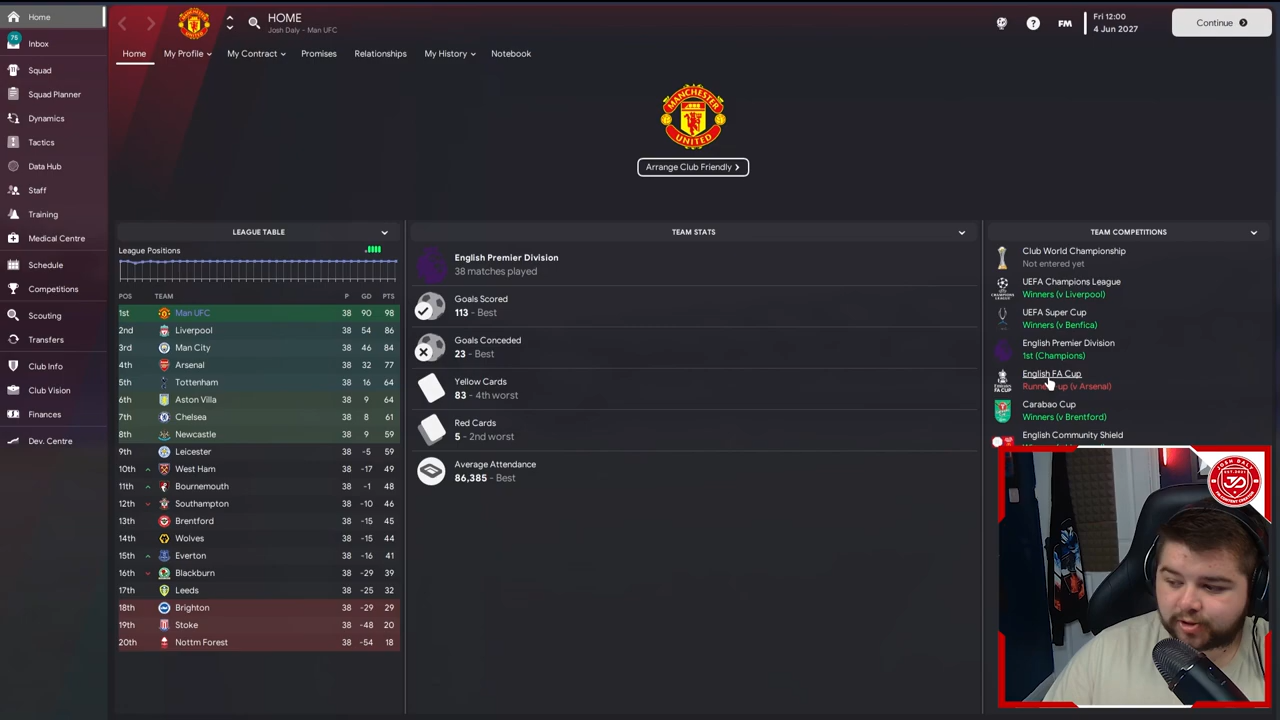 Home
HOME
Josh Daly - Man UFC
FM
Fri 12:00
4 Jun 2027
Continue
75
Inbox
Squad
Squad Planner
Dynamics
Tactics
Data Hub
Staff
Training
Medical Centre
Schedule
Competitions
Scouting
Transfers
Club Info
Club Vision
Finances
Dev. Centre
Home
My Profile
My Contract
Promises
Relationships
My History
Notebook
MANCHESTER
UNITED
Arrange Club Friendly
LEAGUE TABLE
League Positions
POS TEAM P GD PTS
1st Man UFC 38 90 98
2nd Liverpool 38 54 86
3rd Man City 38 46 84
4th Arsenal 38 32 77
5th Tottenham 38 16 64
6th Aston Villa 38 9 64
7th Chelsea 38 8 61
8th Newcastle 38 9 59
9th Leicester 38 -5 59
10th West Ham 38 -17 49
11th Bournemouth 38 -1 48
12th Southampton 38 -10 46
13th Brentford 38 -15 45
14th Wolves 38 -15 44
15th Everton 38 -16 41
16th Blackburn 38 -29 39
17th Leeds 38 -25 32
18th Brighton 38 -29 29
19th Stoke 38 -48 20
20th Nottm Forest 38 -54 18
TEAM STATS
English Premier Division
38 matches played
Goals Scored
113 - Best
Goals Conceded
23 - Best
Yellow Cards
83 - 4th worst
Red Cards
5 - 2nd worst
Average Attendance
86,385 - Best
TEAM COMPETITIONS
Club World Championship
Not entered yet
UEFA Champions League
Winners (v Liverpool)
UEFA Super Cup
Winners (v Benfica)
English Premier Division
1st (Champions)
English FA Cup
Runner-up (v Arsenal)
Carabao Cup
Winners (v Brentford)
English Community Shield
JOSH DALY
JD